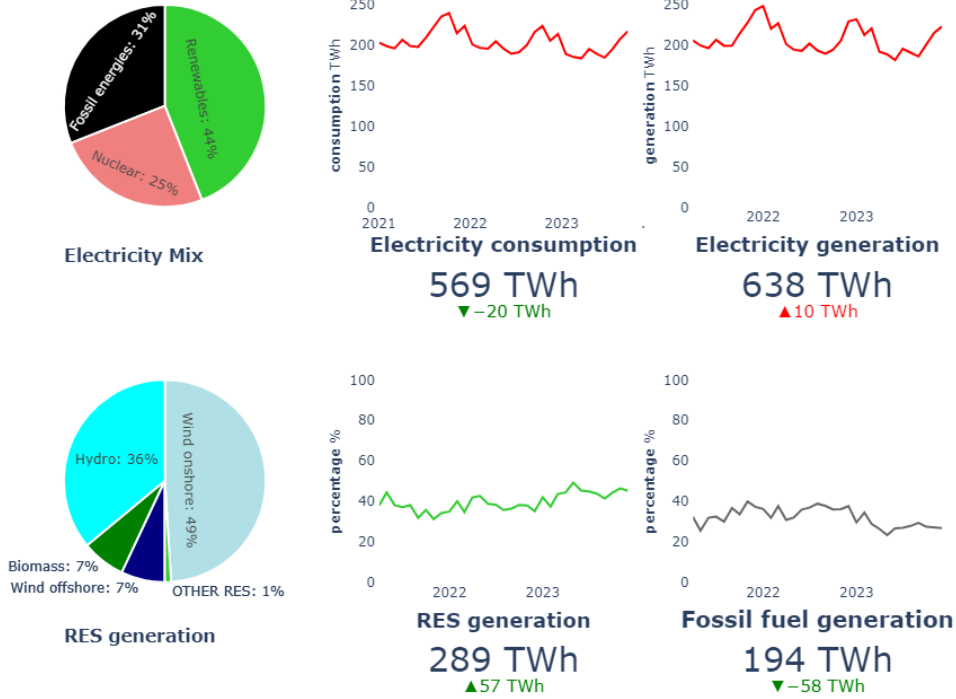 Fossil energies: 31%
Renewables: 44%
Nuclear: 25%
Electricity Mix
250
200
150
100
50
0
consumption TWh
2021 2022 2023
Electricity consumption
569 TWh
▼−20 TWh
250
200
150
100
50
0
generation TWh
2022 2023
Electricity generation
638 TWh
▲10 TWh
Hydro: 36%
Wind onshore: 49%
Biomass: 7%
Wind offshore: 7%
OTHER RES: 1%
RES generation
100
80
60
40
20
0
percentage %
2022 2023
RES generation
289 TWh
▲57 TWh
100
80
60
40
20
0
percentage %
2022 2023
Fossil fuel generation
194 TWh
▼−58 TWh